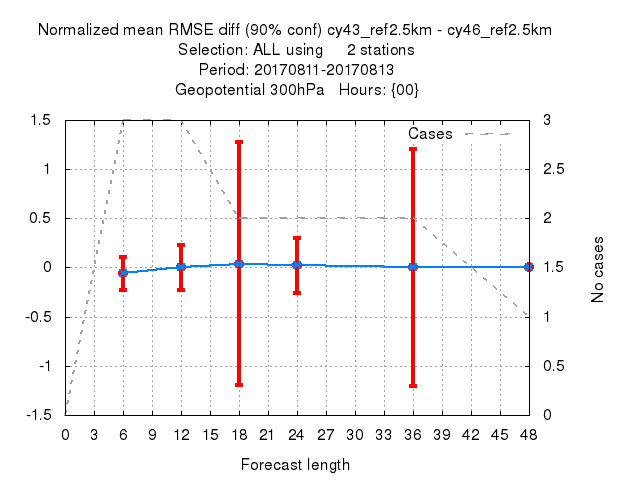 Normalized mean RMSE diff (90% conf) cy43_ref2.5km - cy46_ref2.5km
Selection: ALL using 2 stations
Period: 20170811-20170813
Geopotential 300hPa Hours: {00}
Cases
1.5 3
1 2.5
0.5 2
0 1.5
-0.5 1
-1 0.5
-1.5 0
No cases
0 3 6 9 12 15 18 21 24 27 30 33 36 39 42 45 48
Forecast length